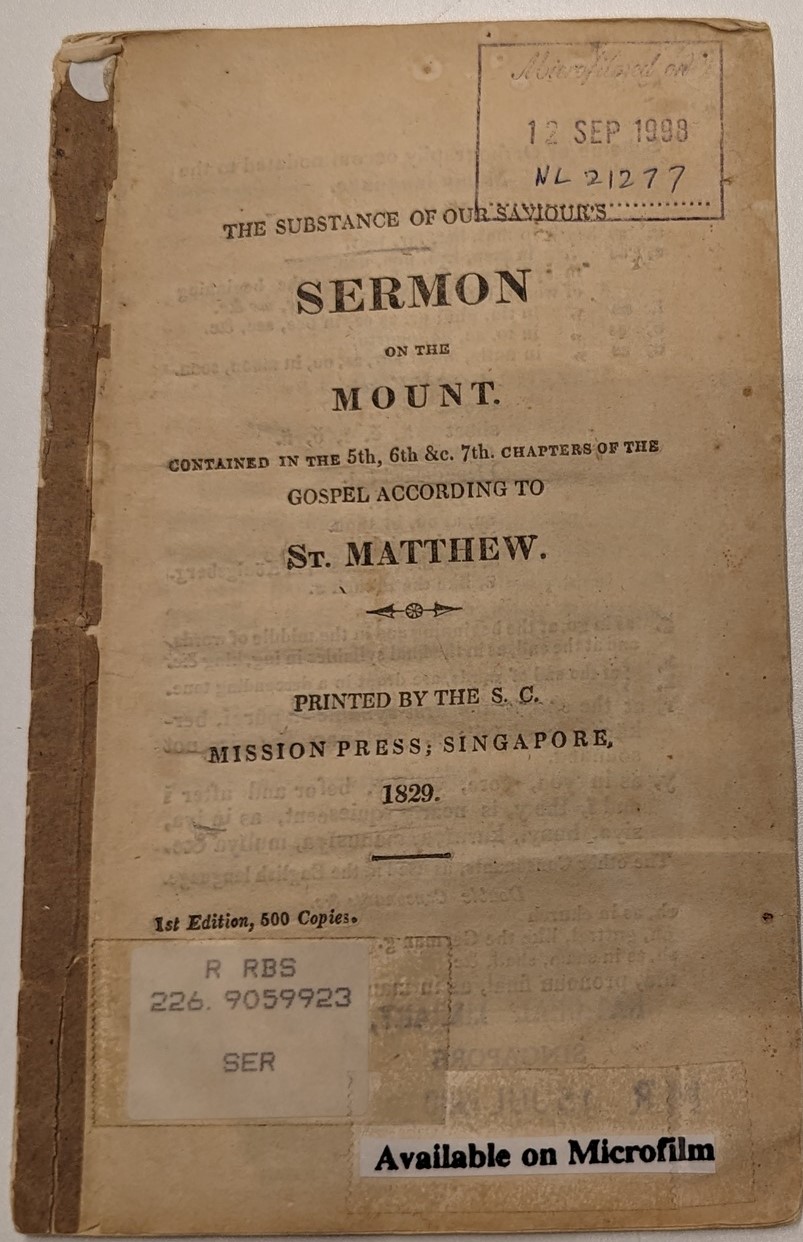 Microfilmed on
12 SEP 1998
NL 21277
THE SUBSTANCE OF OUR SAVIOUR'S
SERMON
ON THE
MOUNT.
CONTAINED IN THE 5th, 6th &c. 7th. CHAPTERS OF THE
GOSPEL ACCORDING TO
ST. MATTHEW.
PRINTED BY THE S. C.
MISSION PRESS; SINGAPORE,
1829.
1st Edition, 500 Copies.
R RBS
226. 9059923
SER
Available on Microfilm